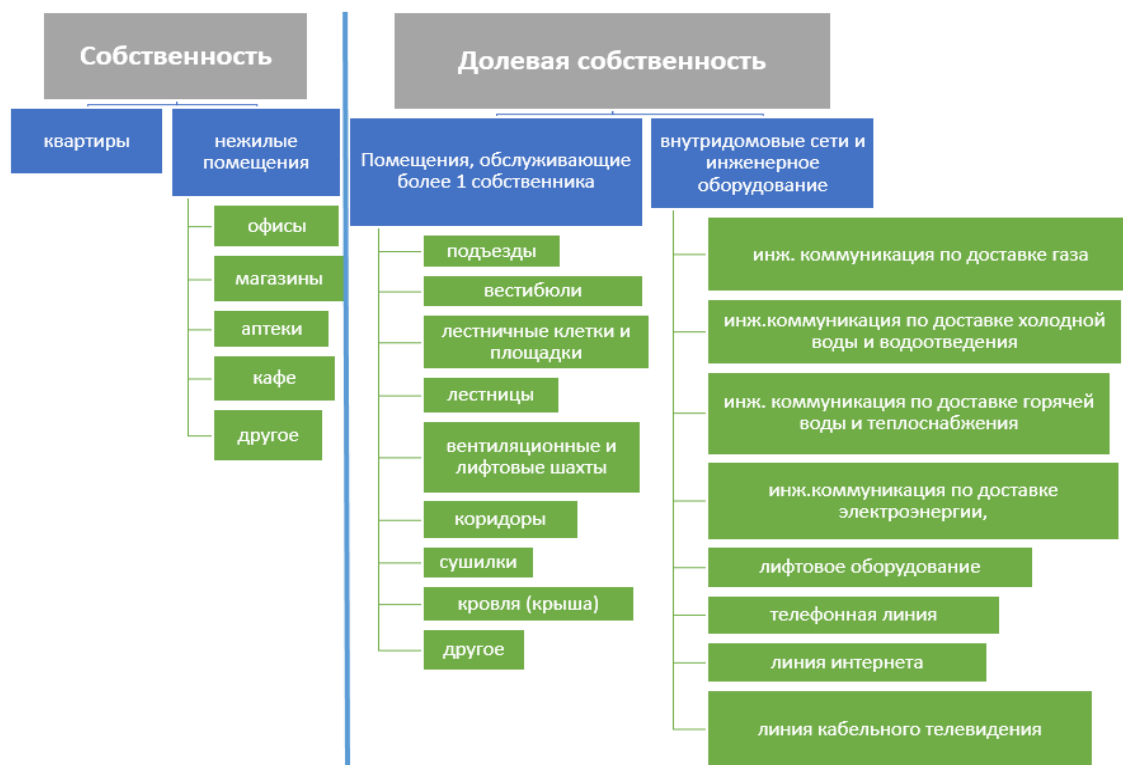 Собственность
квартиры
нежилые
помещения
офисы
магазины
аптеки
кафе
другое
Долевая собственность
Помещения, обслуживающие
более 1 собственника
подъезды
вестибюли
лестничные клетки и
площадки
лестницы
вентиляционные и
лифтовые шахты
коридоры
сушилки
кровля (крыша)
другое
внутридомовые сети и
инженерное
оборудование
инж. коммуникация по доставке газа
инж.коммуникация по доставке холодной
воды и водоотведения
инж. коммуникация по доставке горячей
воды и теплоснабжения
инж.коммуникация по доставке
электроэнергии,
лифтовое оборудование
телефонная линия
линия интернета
линия кабельного телевидения